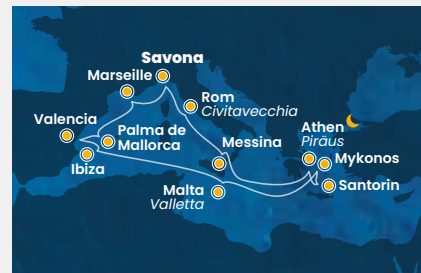 Savona
Marseille
Rom
Civitavecchia
Valencia
Palma de
Mallorca
Messina
Athen
Piräus
Mykonos
Ibiza
Malta
Valletta
Santorin